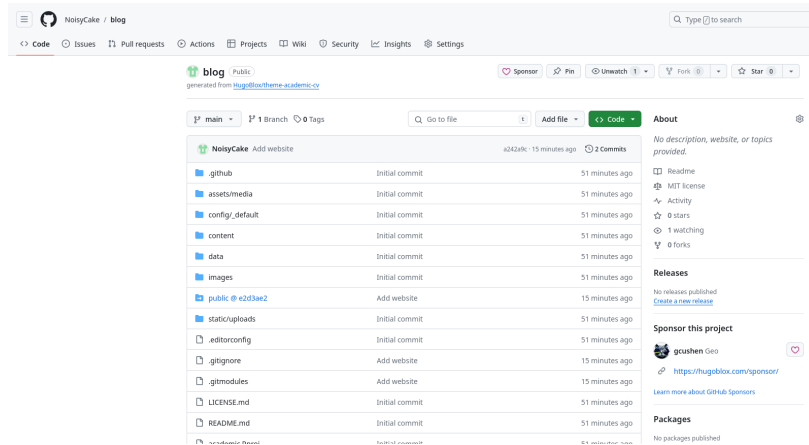 NoisyCake / blog
Type / to search
Code Issues Pull requests Actions Projects Wiki Security Insights Settings
blog Public
Sponsor Pin Unwatch 1 Fork 0 Star 0
generated from HugoBlox/theme-academic-cv
main 1 Branch 0 Tags Go to file t Add file Code
NoisyCake Add website a242a9c · 15 minutes ago 2 Commits
.github Initial commit 51 minutes ago
assets/media Initial commit 51 minutes ago
config/_default Initial commit 51 minutes ago
content Initial commit 51 minutes ago
data Initial commit 51 minutes ago
images Initial commit 51 minutes ago
public @ e2d3ae2 Add website 15 minutes ago
static/uploads Initial commit 51 minutes ago
.editorconfig Initial commit 51 minutes ago
.gitignore Add website 15 minutes ago
.gitmodules Add website 15 minutes ago
LICENSE.md Initial commit 51 minutes ago
README.md Initial commit 51 minutes ago
academic.Rproj Initial commit 51 minutes ago
About
No description, website, or topics
provided.
Readme
MIT license
Activity
0 stars
1 watching
0 forks
Releases
No releases published
Create a new release
Sponsor this project
gcushen Geo
https://hugoblox.com/sponsor/
Learn more about GitHub Sponsors
Packages
No packages published